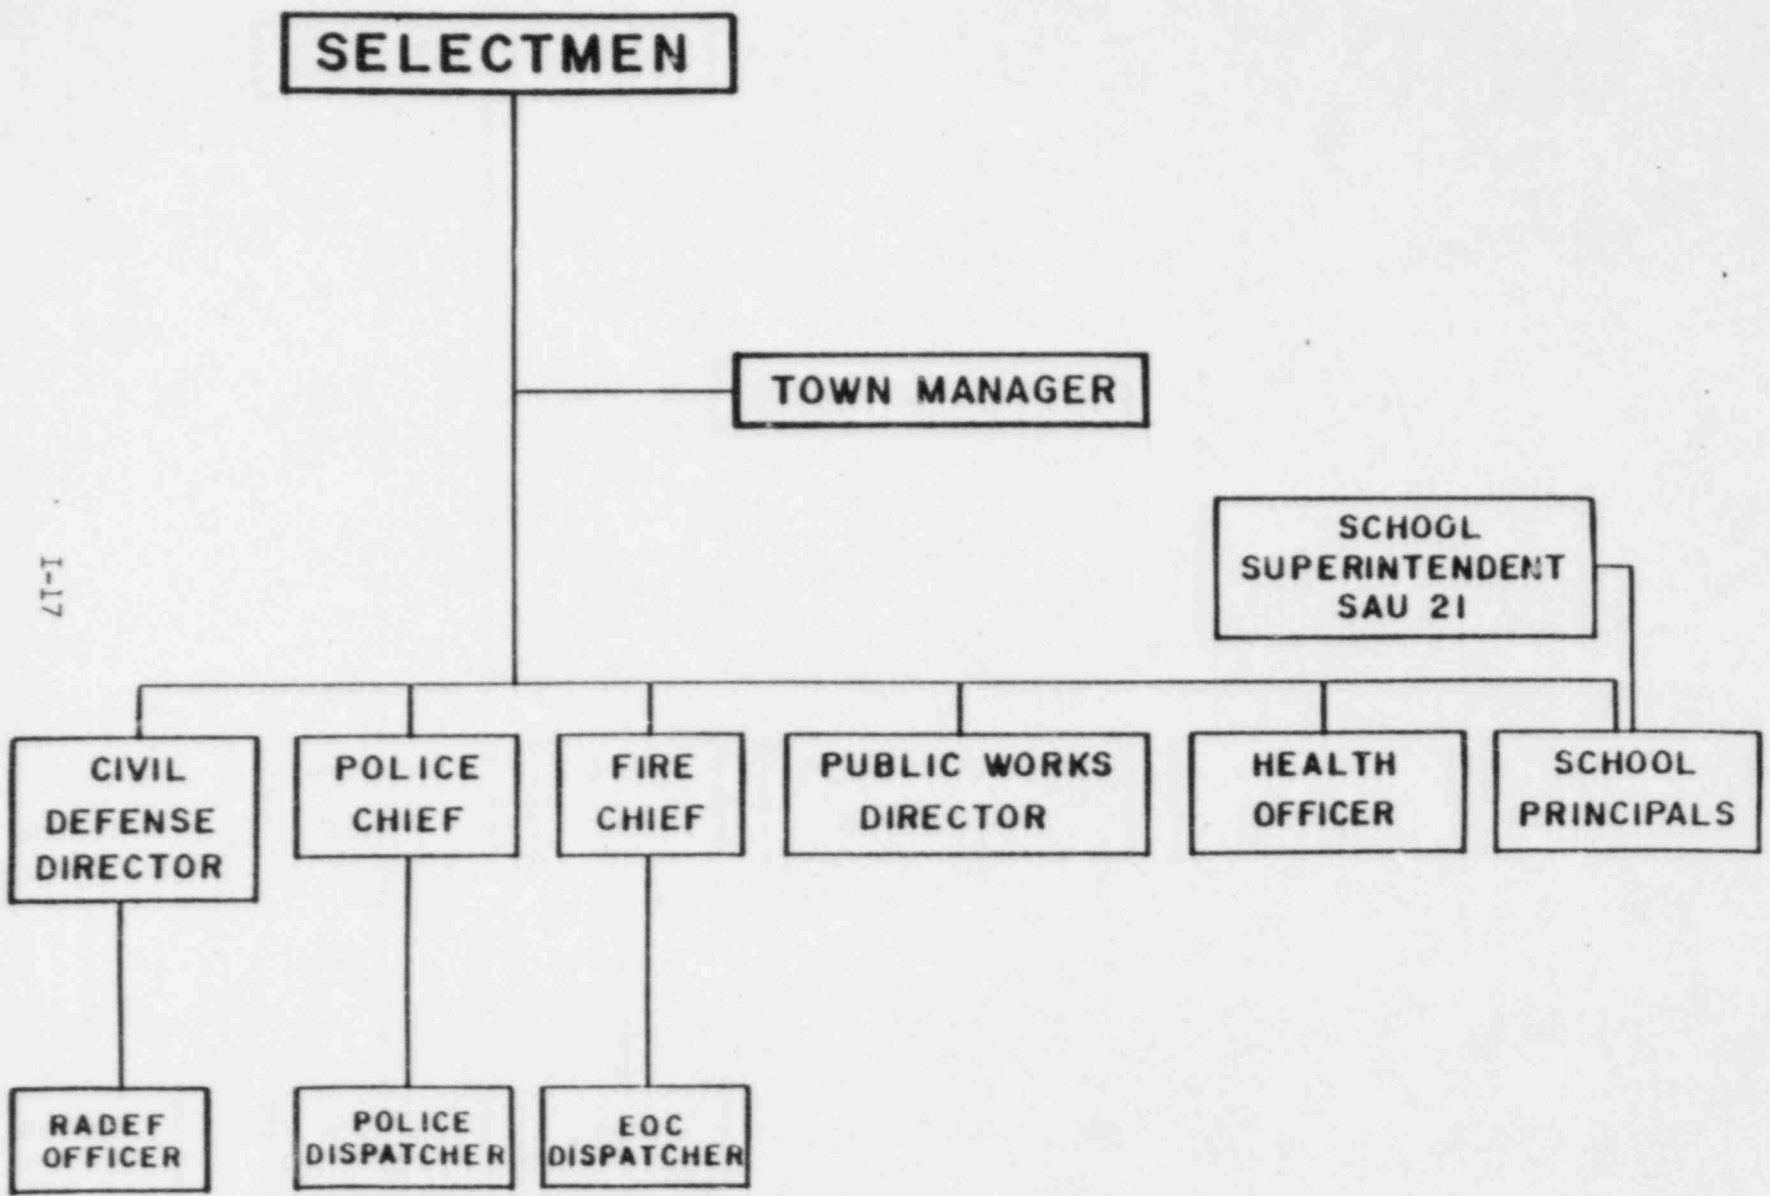 SELECTMEN
TOWN MANAGER
SCHOOL
SUPERINTENDENT
SAU 21
I-17
CIVIL
DEFENSE
DIRECTOR
POLICE
CHIEF
FIRE
CHIEF
PUBLIC WORKS
DIRECTOR
HEALTH
OFFICER
SCHOOL
PRINCIPALS
RADEF
OFFICER
POLICE
DISPATCHER
EOC
DISPATCHER